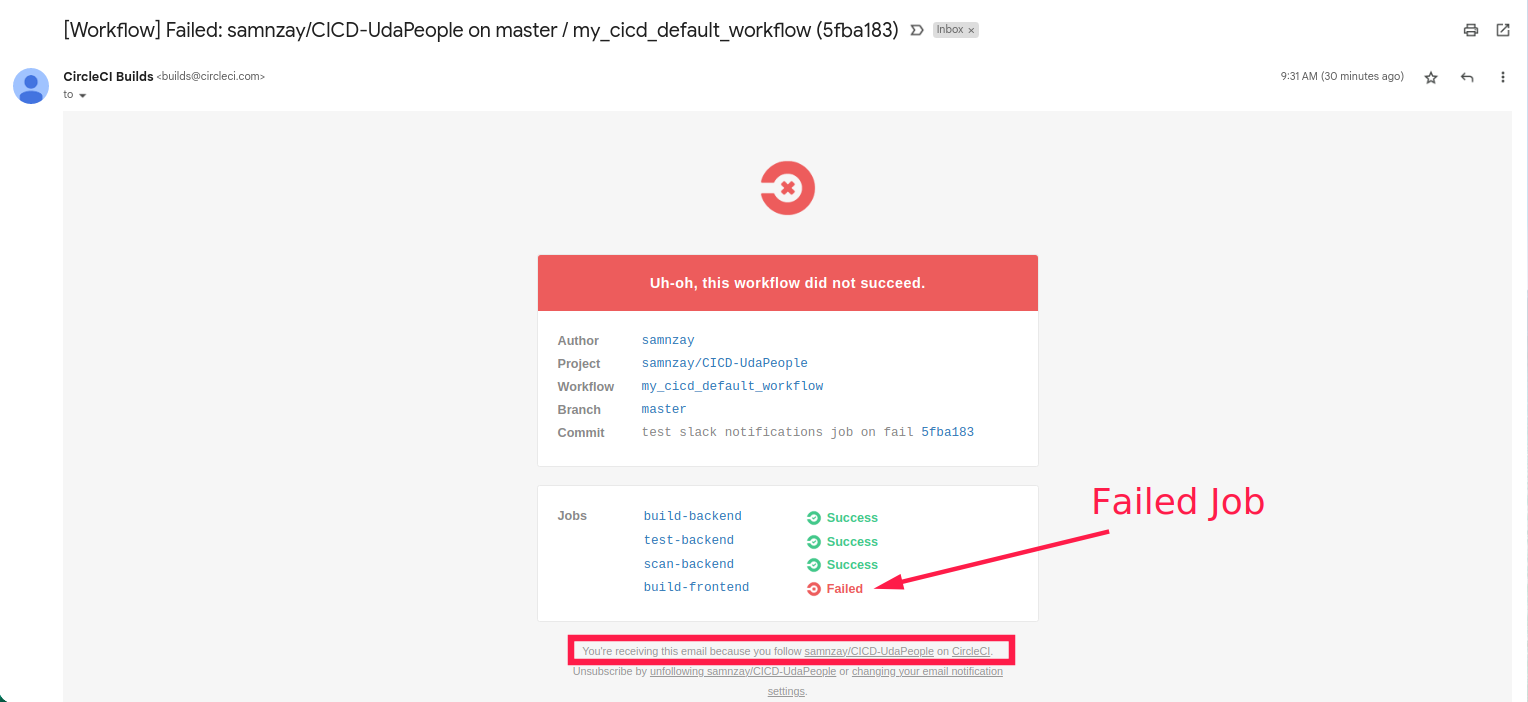 [Workflow] Failed: samnzay/CICD-UdaPeople on master / my_cicd_default_workflow (5fba183) Inbox ×
CircleCI Builds <builds@circleci.com> 9:31 AM (30 minutes ago)
to
Uh-oh, this workflow did not succeed.
Author samnzay
Project samnzay/CICD-UdaPeople
Workflow my_cicd_default_workflow
Branch master
Commit test slack notifications job on fail 5fba183
Failed Job
Jobs build-backend Success
test-backend Success
scan-backend Success
build-frontend Failed
You're receiving this email because you follow samnzay/CICD-UdaPeople on CircleCI.
Unsubscribe by unfollowing samnzay/CICD-UdaPeople or changing your email notification
settings.